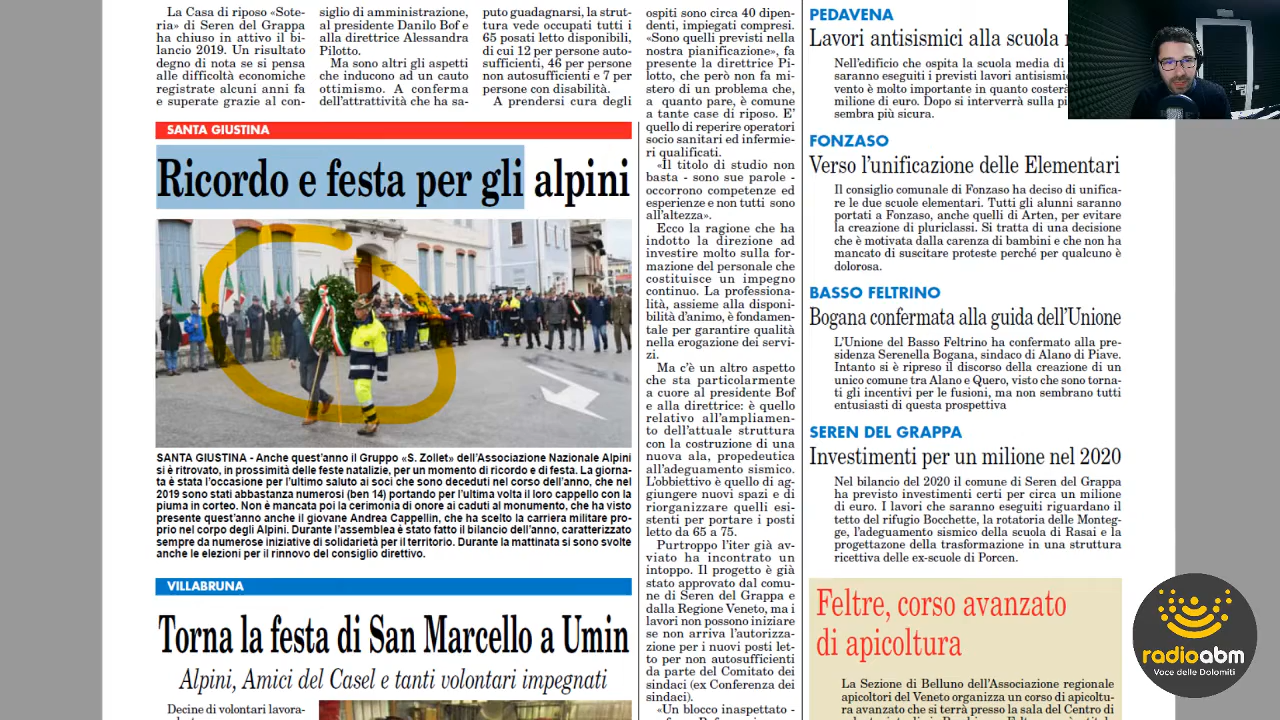 La Casa di riposo «Sote-
ria» di Seren del Grappa
ha chiuso in attivo il bi-
lancio 2019. Un risultato
degno di nota se si pensa
alle difficoltà economiche
registrate alcuni anni fa
e superate grazie al con-
siglio di amministrazione,
al presidente Danilo Bof e
alla direttrice Alessandra
Pilotto.
Ma sono altri gli aspetti
che inducono ad un cauto
ottimismo. A conferma
dell'attrattività che ha sa-
puto guadagnarsi, la strut-
tura vede occupati tutti i
65 posati letto disponibili,
di cui 12 per persone auto-
sufficienti, 46 per persone
non autosufficienti e 7 per
persone con disabilità.
A prendersi cura degli
ospiti sono circa 40 dipen-
denti, impiegati compresi.
«Sono quelli previsti nella
nostra pianificazione», fa
presente la direttrice Pi-
lotto, che però non fa mi-
stero di un problema che,
a quanto pare, è comune
a tante case di riposo. E'
quello di reperire operatori
socio sanitari ed infermie-
ri qualificati.
«Il titolo di studio non
basta - sono sue parole -
occorrono competenze ed
esperienze e non tutti sono
all'altezza».
Ecco la ragione che ha
indotto la direzione ad
investire molto sulla for-
mazione del personale che
costituisce un impegno
continuo. La professiona-
lità, assieme alla disponi-
bilità d'animo, è fondamen-
tale per garantire qualità
nella erogazione dei servi-
zi.
Ma c'è un altro aspetto
che sta particolarmente
a cuore al presidente Bof
e alla direttrice: è quello
relativo all'ampliamen-
to dell'attuale struttura
con la costruzione di una
nuova ala, propedeutica
all'adeguamento sismico.
L'obbiettivo è quello di ag-
giungere nuovi spazi e di
riorganizzare quelli esi-
stenti per portare i posti
letto da 65 a 75.
Purtroppo l'iter già av-
viato ha incontrato un
intoppo. Il progetto è già
stato approvato dal comu-
ne di Seren del Grappa e
dalla Regione Veneto, ma i
lavori non possono iniziare
se non arriva l'autorizza-
zione per i nuovi posti let-
to per non autosufficienti
da parte del Comitato dei
sindaci (ex Conferenza dei
sindaci).
«Un blocco inaspettato -
SANTA GIUSTINA
Ricordo e festa per gli alpini
SANTA GIUSTINA - Anche quest'anno il Gruppo «S. Zollet» dell'Associazione Nazionale Alpini
si è ritrovato, in prossimità delle feste natalizie, per un momento di ricordo e di festa. La giorna-
ta è stata l'occasione per l'ultimo saluto ai soci che sono deceduti nel corso dell'anno, che nel
2019 sono stati abbastanza numerosi (ben 14) portando per l'ultima volta il loro cappello con la
piuma in corteo. Non è mancata poi la cerimonia di onore ai caduti al monumento, che ha visto
presente quest'anno anche il giovane Andrea Cappellin, che ha scelto la carriera militare pro-
prio nel corpo negli Alpini. Durante l'assemblea è stato fatto il bilancio dell'anno, caratterizzato
sempre da numerose iniziative di solidarietà per il territorio. Durante la mattinata si sono svolte
anche le elezioni per il rinnovo del consiglio direttivo.
VILLABRUNA
Torna la festa di San Marcello a Umin
Alpini, Amici del Casel e tanti volontari impegnati
Decine di volontari lavora-
PEDAVENA
Lavori antisismici alla scuola
Nell'edificio che ospita la scuola media di
saranno eseguiti i previsti lavori antisismic
vento è molto importante in quanto costerà
milione di euro. Dopo si interverrà sulla pi
sembra più sicura.
FONZASO
Verso l'unificazione delle Elementari
Il consiglio comunale di Fonzaso ha deciso di unifica-
re le due scuole elementari. Tutti gli alunni saranno
portati a Fonzaso, anche quelli di Arten, per evitare
la creazione di pluriclassi. Si tratta di una decisione
che è motivata dalla carenza di bambini e che non ha
mancato di suscitare proteste perché per qualcuno è
dolorosa.
BASSO FELTRINO
Bogana confermata alla guida dell'Unione
L'Unione del Basso Feltrino ha confermato alla pre-
sidenza Serenella Bogana, sindaco di Alano di Piave.
Intanto si è ripreso il discorso della creazione di un
unico comune tra Alano e Quero, visto che sono torna-
ti gli incentivi per le fusioni, ma non sembrano tutti
entusiasti di questa prospettiva
SEREN DEL GRAPPA
Investimenti per un milione nel 2020
Nel bilancio del 2020 il comune di Seren del Grappa
ha previsto investimenti certi per circa un milione
di euro. I lavori che saranno eseguiti riguardano il
tetto del rifugio Bocchette, la rotatoria delle Monteg-
ge, l'adeguamento sismico della scuola di Rasai e la
progettazone della trasformazione in una struttura
ricettiva delle ex-scuole di Porcen.
Feltre, corso avanzato
di apicoltura
La Sezione di Belluno dell'Associazione regionale
apicoltori del Veneto organizza un corso di apicoltu-
ra avanzato che si terrà presso la sala del Centro di
radioabm
Voce delle Dolomiti